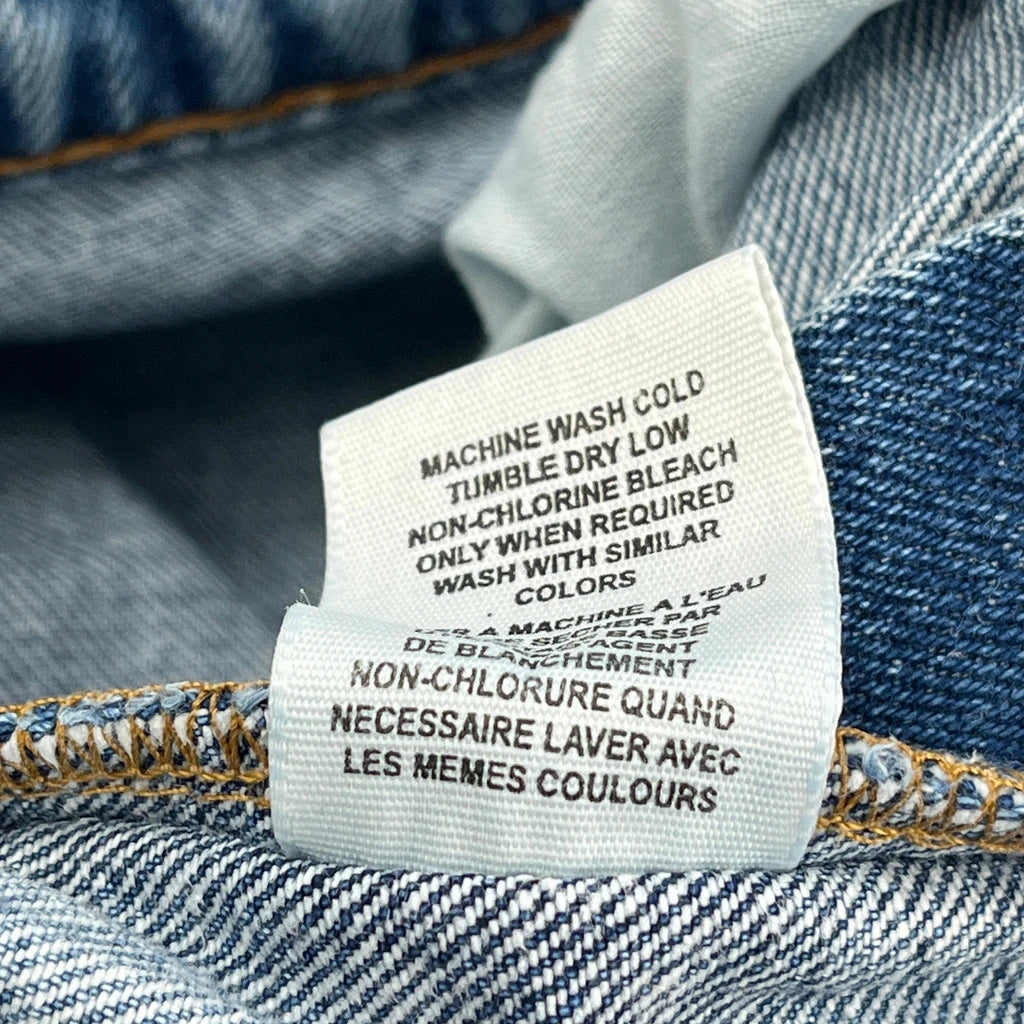 MACHINE WASH COLD
TUMBLE DRY LOW
NON-CHLORINE BLEACH
ONLY WHEN REQUIRED
WASH WITH SIMILAR
COLORS
A MACHINE A L'EAU
SECHER PAR
BASSE
DE BLANCHEMENT
NON-CHLORURE QUAND
NECESSAIRE LAVER AVEC
LES MEMES COULOURS